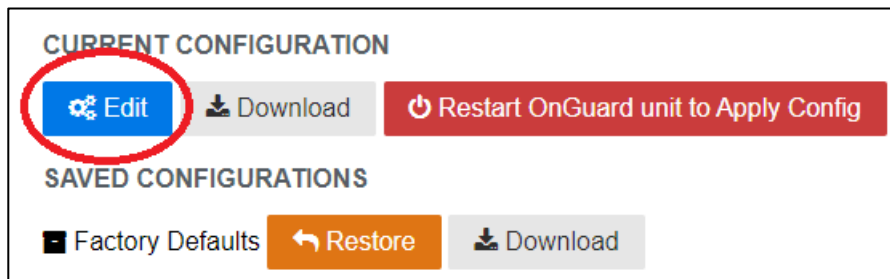 CURRENT CONFIGURATION
Edit Download Restart OnGuard unit to Apply Config
SAVED CONFIGURATIONS
Factory Defaults Restore Download